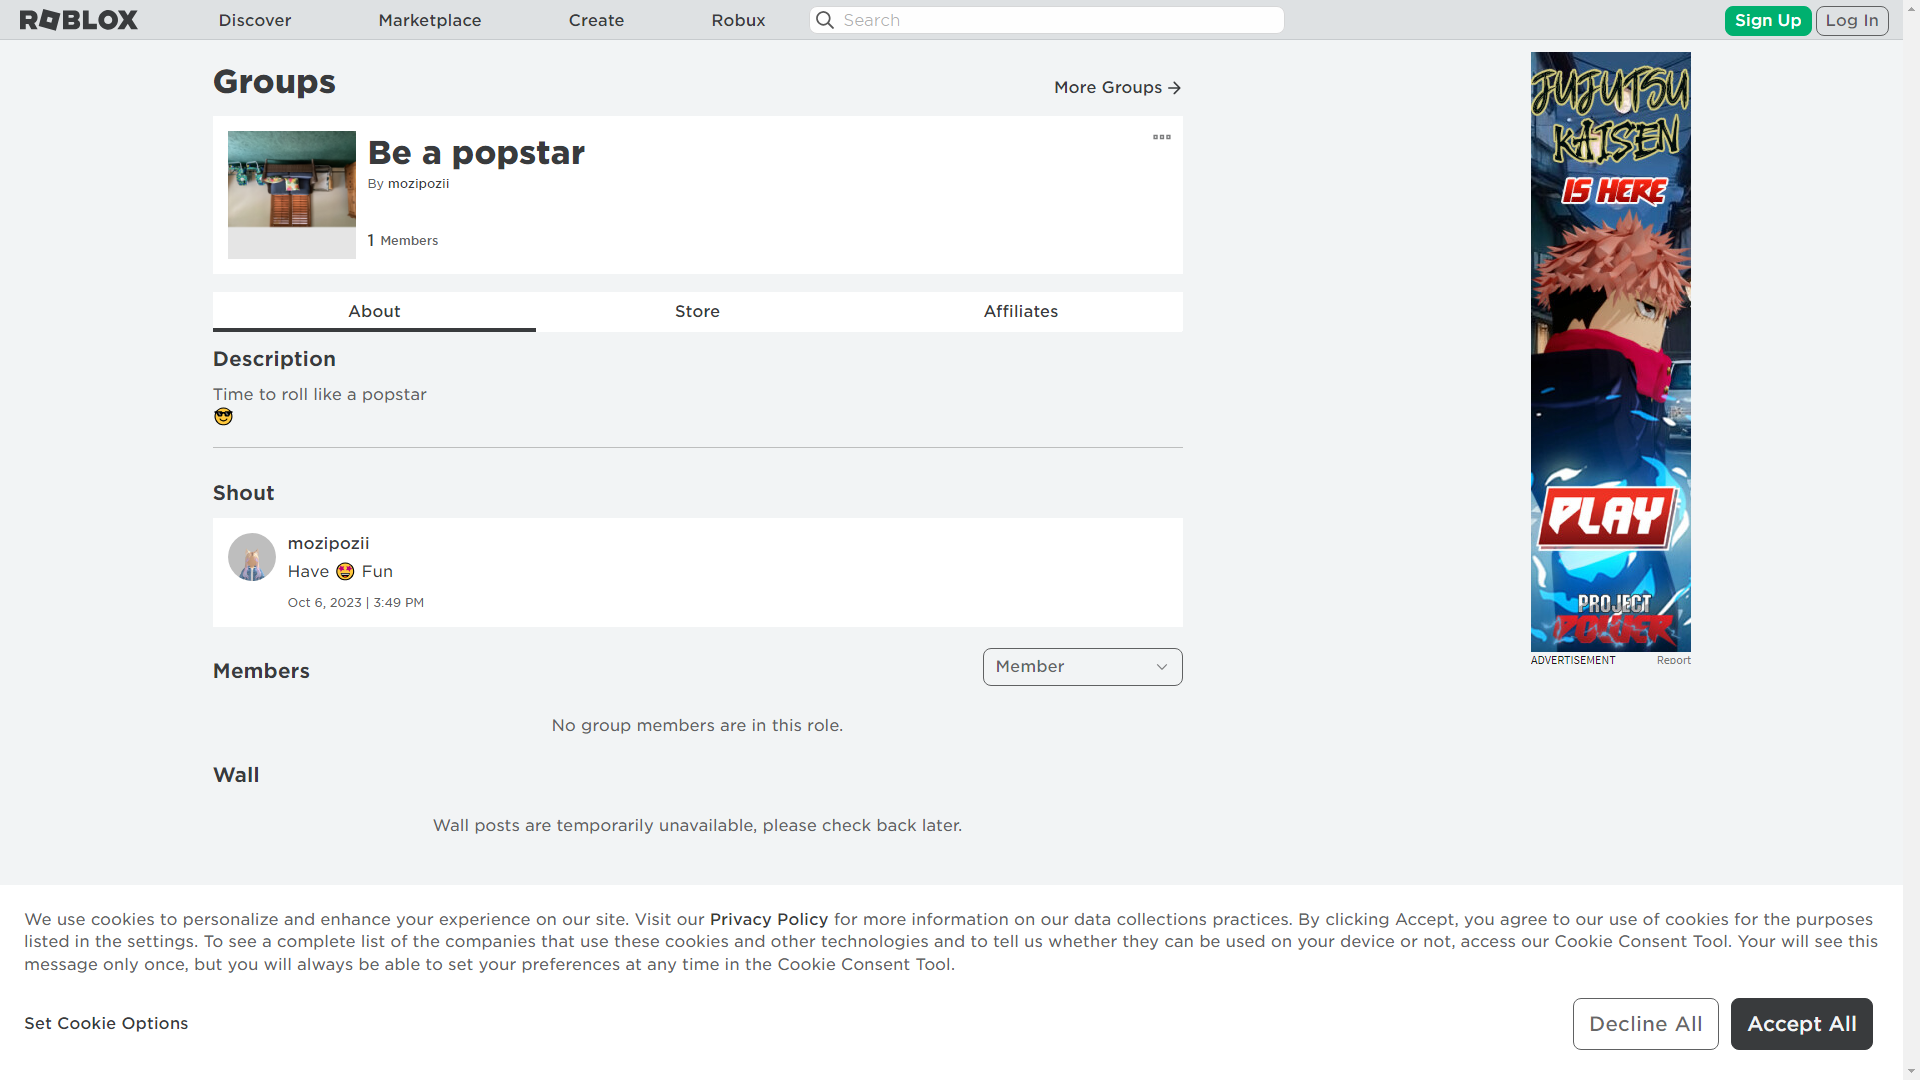 ROBLOX
Discover
Marketplace
Create
Robux
Search
Sign Up
Log In
Groups
More Groups
Be a popstar
By mozipozii
1 Members
About
Store
Affiliates
Description
Time to roll like a popstar
😎
Shout
mozipozii
Have 🤩 Fun
Oct 6, 2023 | 3:49 PM
Members
Member
No group members are in this role.
Wall
Wall posts are temporarily unavailable, please check back later.
JUJUTSU
KAISEN
IS HERE
PLAY
PROJECT
POWER
ADVERTISEMENT
Report
We use cookies to personalize and enhance your experience on our site. Visit our Privacy Policy for more information on our data collections practices. By clicking Accept, you agree to our use of cookies for the purposes
listed in the settings. To see a complete list of the companies that use these cookies and other technologies and to tell us whether they can be used on your device or not, access our Cookie Consent Tool. Your will see this
message only once, but you will always be able to set your preferences at any time in the Cookie Consent Tool.
Set Cookie Options
Decline All
Accept All